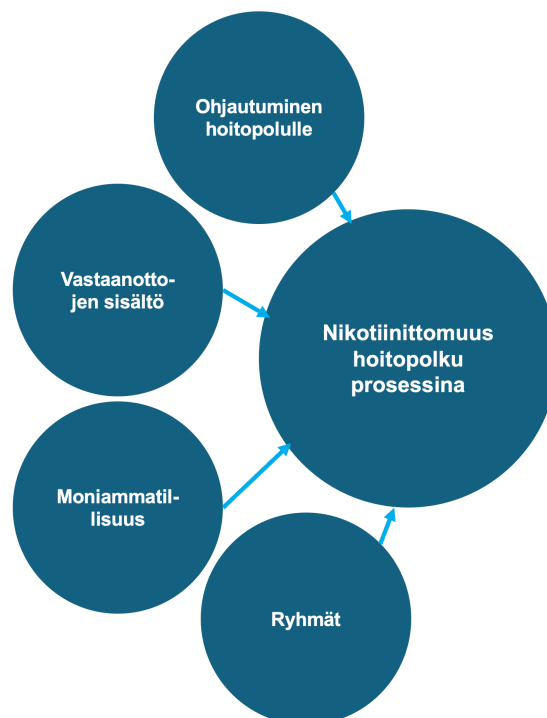 Ohjautuminen
hoitopolulle
Vastaanotto-
jen sisältö
Nikotiinittomuus
hoitopolku
prosessina
Moniammatil-
lisuus
Ryhmät